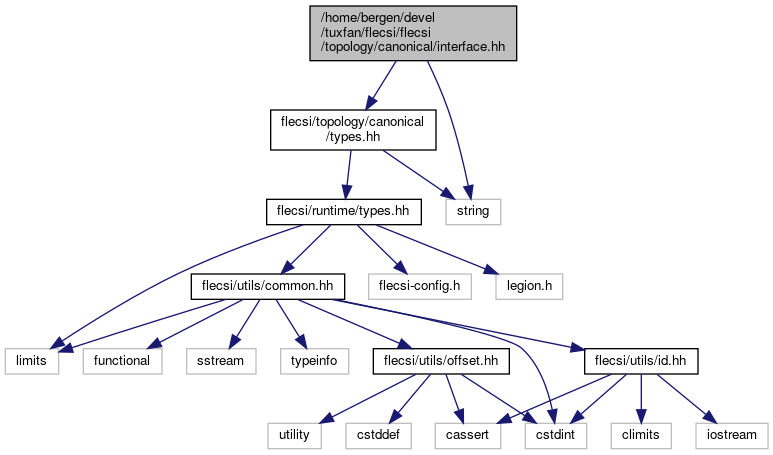 /home/bergen/devel
/tuxfan/flecsi/flecsi
/topology/canonical/interface.hh
flecsi/topology/canonical
/types.hh
flecsi/runtime/types.hh
string
flecsi/utils/common.hh
flecsi-config.h
legion.h
limits
functional
sstream
typeinfo
flecsi/utils/offset.hh
flecsi/utils/id.hh
utility
cstddef
cassert
cstdint
climits
iostream